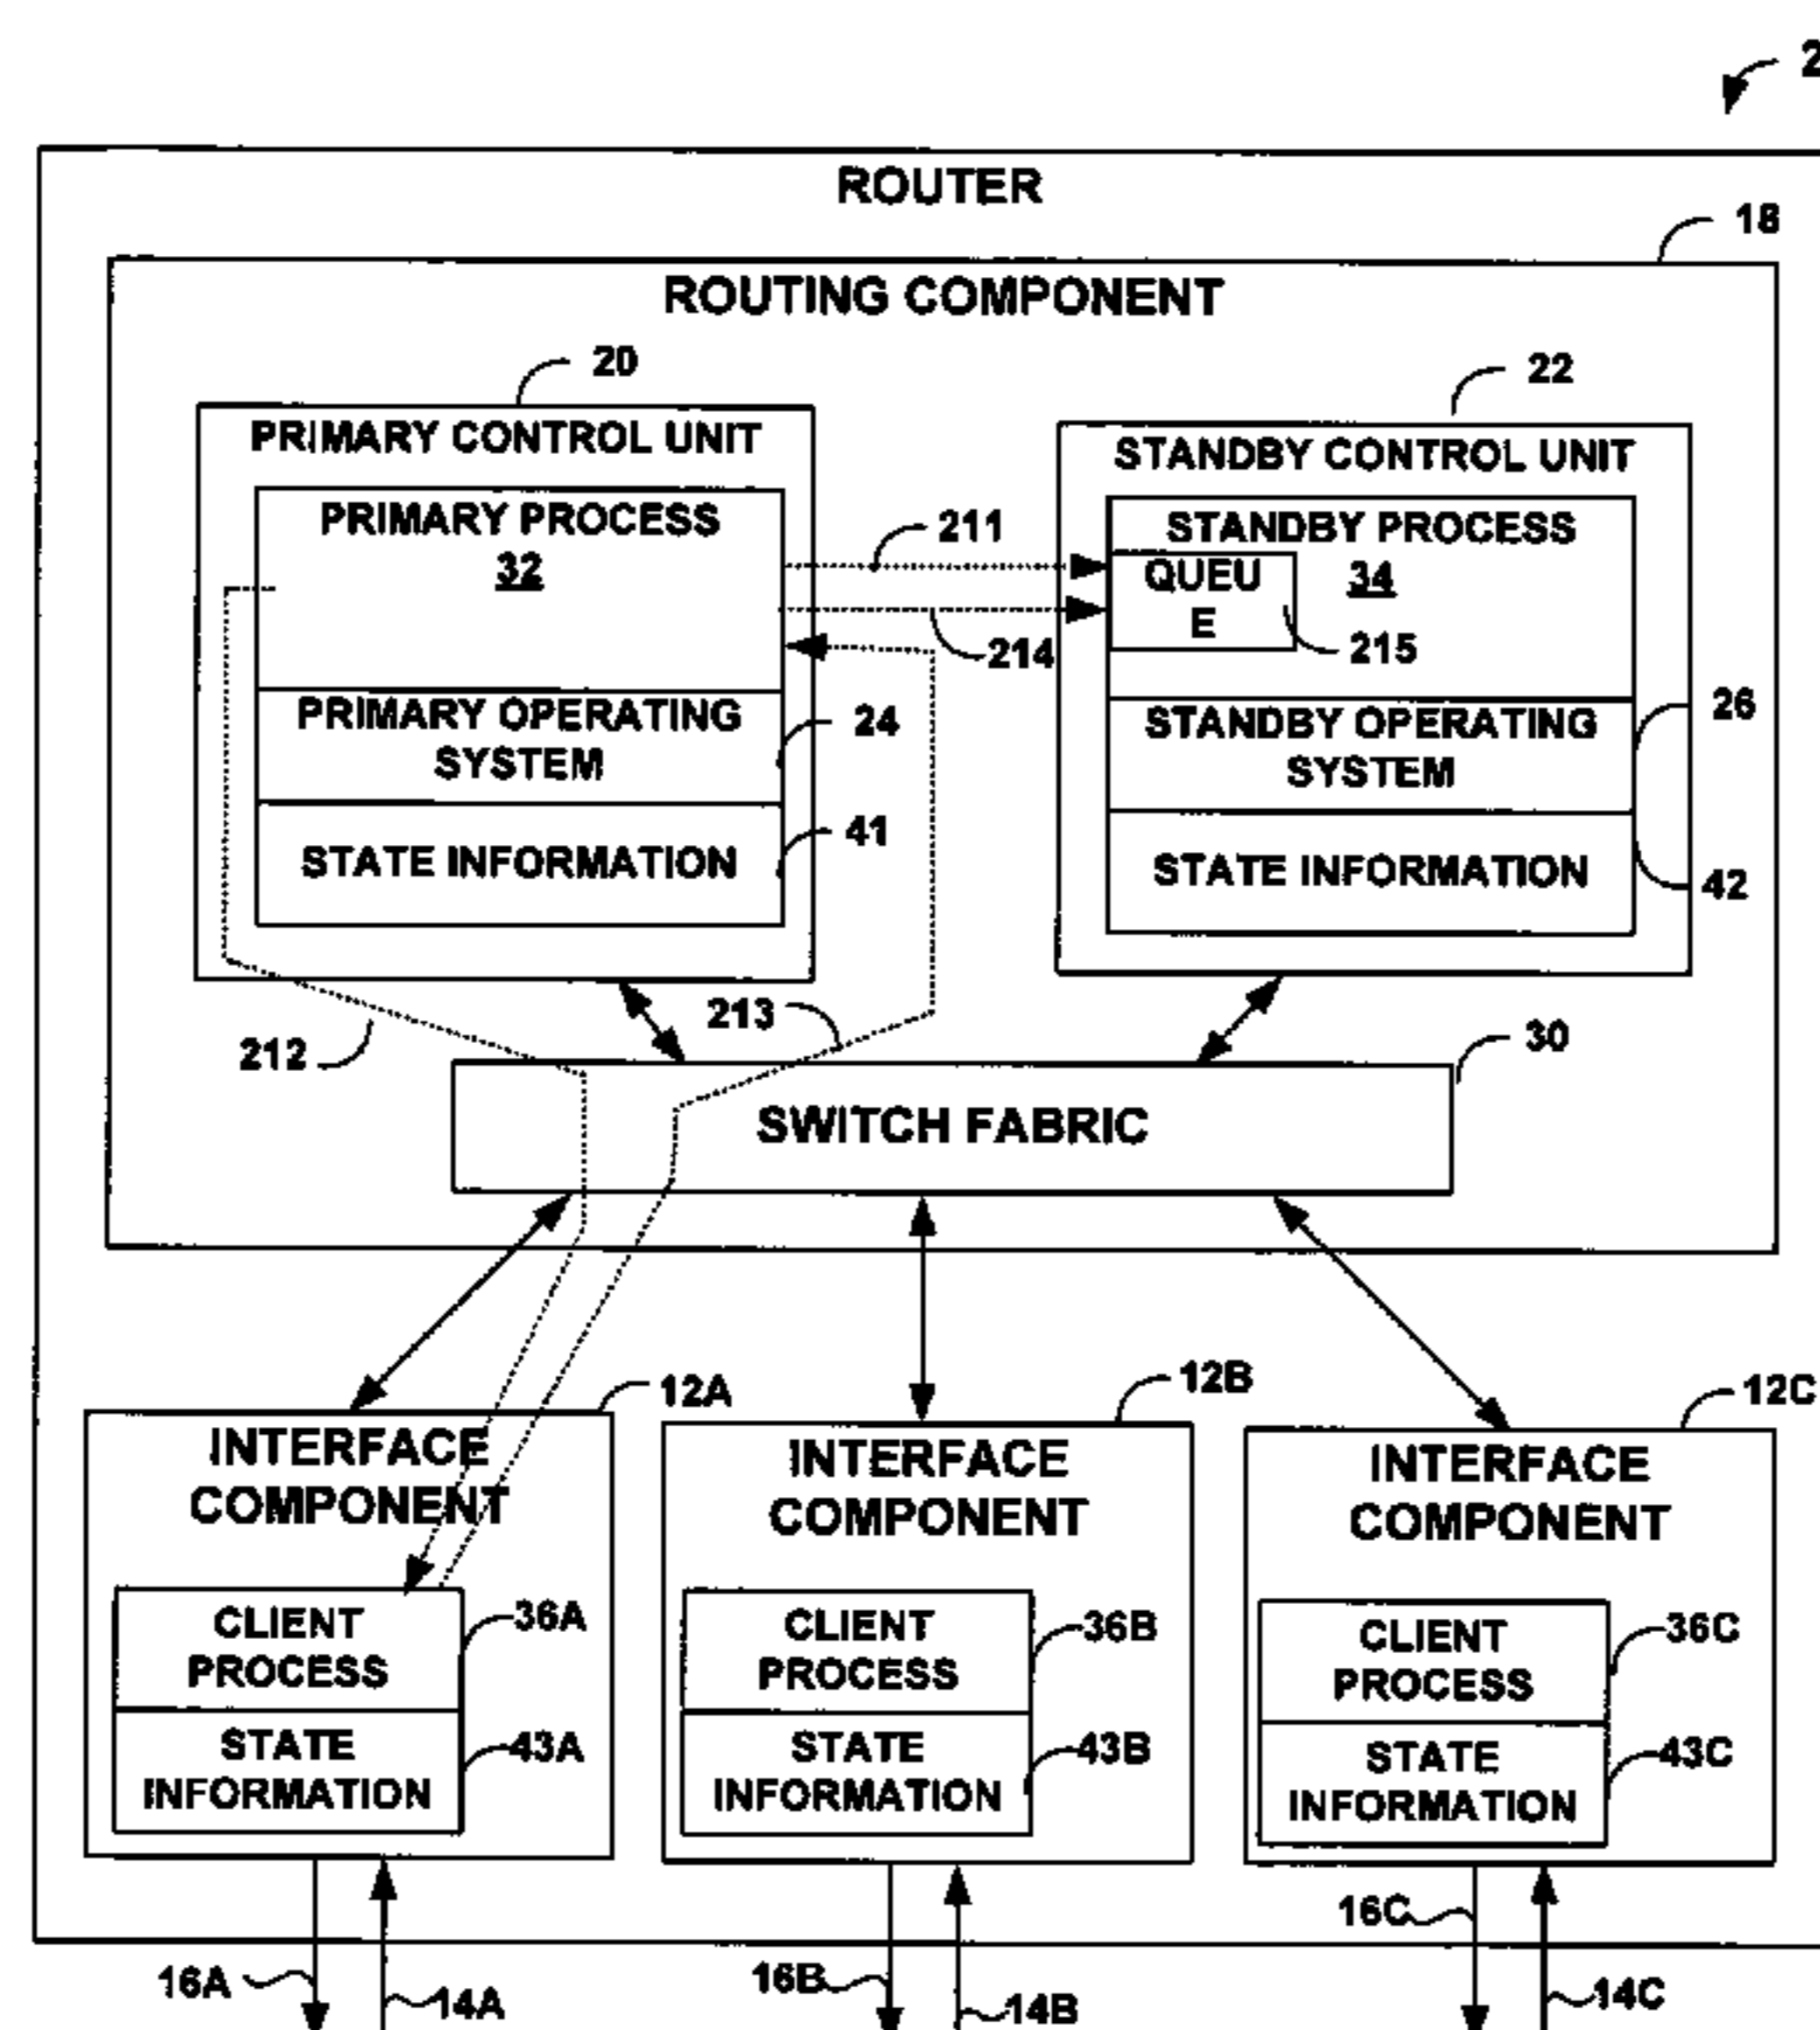 2
ROUTER
18
ROUTING COMPONENT
20
22
PRIMARY CONTROL UNIT
STANDBY CONTROL UNIT
PRIMARY PROCESS
32
211
STANDBY PROCESS
34
QUEU
E
214
215
PRIMARY OPERATING
SYSTEM
24
STANDBY OPERATING
SYSTEM
26
STATE INFORMATION
41
STATE INFORMATION
42
212
213
30
SWITCH FABRIC
12A
12B
12C
INTERFACE
COMPONENT
INTERFACE
COMPONENT
INTERFACE
COMPONENT
CLIENT
PROCESS
36A
CLIENT
PROCESS
36B
CLIENT
PROCESS
36C
STATE
INFORMATION
43A
STATE
INFORMATION
43B
STATE
INFORMATION
43C
16A
14A
16B
14B
16C
14C